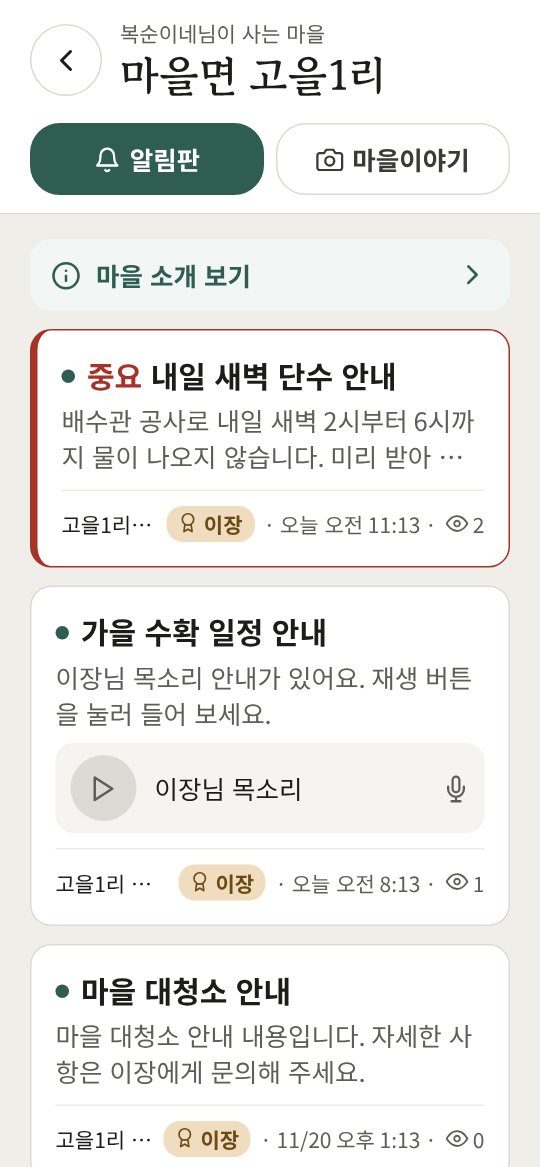 복순이네님이 사는 마을
마을면 고을1리
알림판
마을이야기
마을 소개 보기
중요 내일 새벽 단수 안내
배수관 공사로 내일 새벽 2시부터 6시까
지 물이 나오지 않습니다. 미리 받아 ⋯
고을1리⋯ 이장 · 오늘 오전 11:13 · 2
가을 수확 일정 안내
이장님 목소리 안내가 있어요. 재생 버튼
을 눌러 들어 보세요.
이장님 목소리
고을1리 ⋯ 이장 · 오늘 오전 8:13 · 1
마을 대청소 안내
마을 대청소 안내 내용입니다. 자세한 사
항은 이장에게 문의해 주세요.
고을1리 ⋯ 이장 · 11/20 오후 1:13 · 0